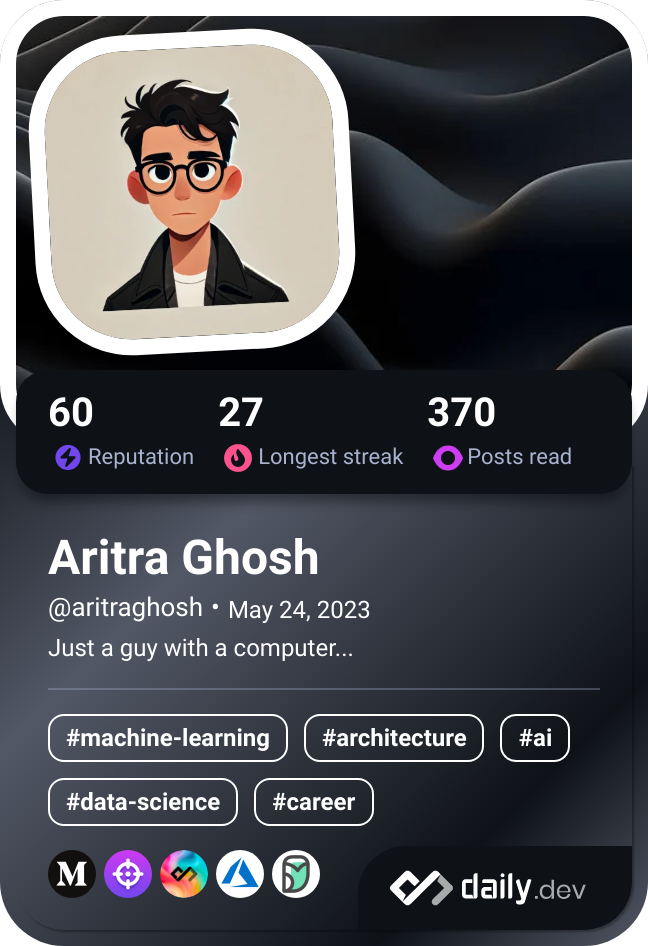 60 27 370
Reputation Longest streak Posts read
Aritra Ghosh
@aritraghosh • May 24, 2023
Just a guy with a computer...
#machine-learning #architecture #ai
#data-science #career
M
daily.dev